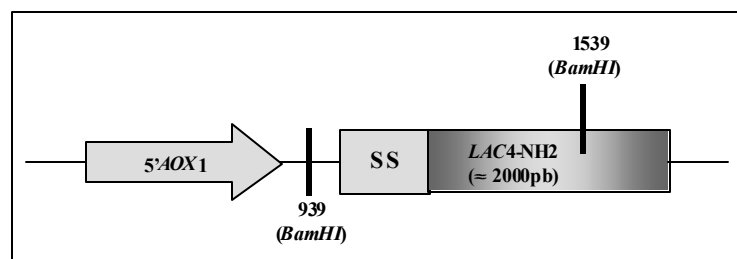 1539
(BamHI)
5'AOX1
SS
LAC4-NH2
(≈ 2000pb)
939
(BamHI)